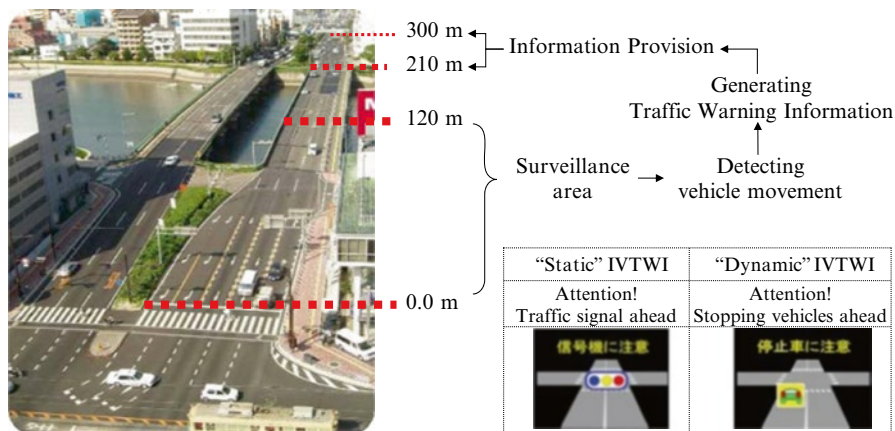 300 m
210 m
120 m
0.0 m
Information Provision
Generating
Traffic Warning Information
Surveillance
area
Detecting
vehicle movement
“Static” IVTWI
“Dynamic” IVTWI
Attention!
Traffic signal ahead
Attention!
Stopping vehicles ahead
信号機に注意
停止車に注意